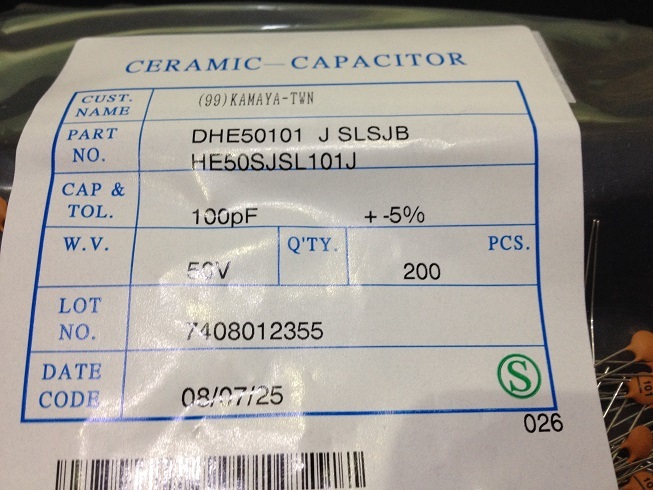 CERAMIC—CAPACITOR
CUST. NAME (99)KAMAYA-TWN
PART NO. DHE50101 J SLSJB
HE50SJSL101J
CAP & TOL. 100pF +-5%
W.V. 50V Q'TY. 200 PCS.
LOT NO. 7408012355
DATE CODE 08/07/25
S
026
101